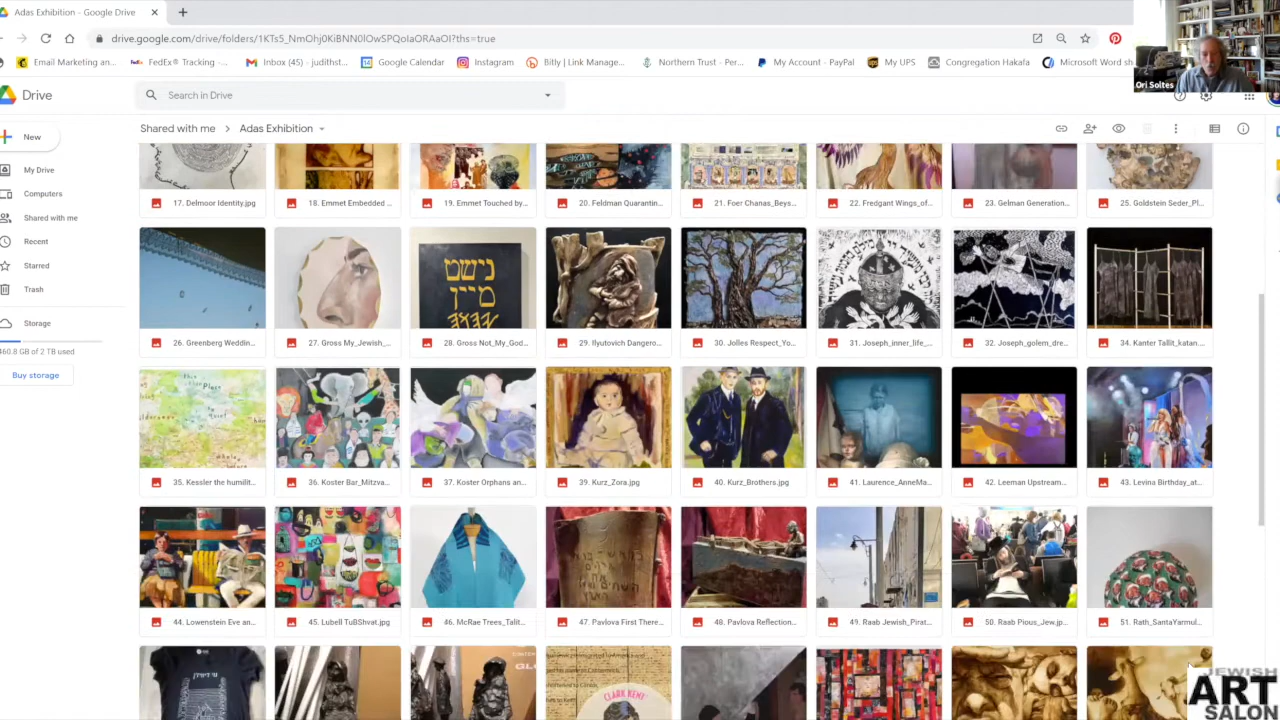 Adas Exhibition - Google Drive
drive.google.com/drive/folders/1KTs5_NmOhj0KiBNN0lOwSPQoIaORAaOI?ths=true
Email Marketing an... FedEx® Tracking -... Inbox (45) - judithst... Google Calendar Instagram Bitly | Link Manage... Northern Trust - Per... My Account - PayPal My UPS Congregation Hakafa Microsoft Word sh
Ori Soltes
Drive
Search in Drive
New
Shared with me > Adas Exhibition
My Drive
Computers
Shared with me
Recent
Starred
Trash
Storage
460.8 GB of 2 TB used
Buy storage
17. Delmoor Identity.jpg
18. Emmet Embedded ...
19. Emmet Touched by...
20. Feldman Quarantin...
21. Foer Chanas_Beys...
22. Fredgant Wings_of...
23. Gelman Generation...
25. Goldstein Seder_Pl...
נישט
מיין
26. Greenberg Weddin...
27. Gross My_Jewish_...
28. Gross Not_My_God...
29. Ilyutovich Dangero...
30. Jolles Respect_Yo...
31. Joseph_inner_life_...
32. Joseph_golem_dre...
34. Kanter Tallit_katan....
35. Kessler the humilit...
36. Koster Bar_Mitzva...
37. Koster Orphans an...
39. Kurz_Zora.jpg
40. Kurz_Brothers.jpg
41. Laurence_AnneMa...
42. Leeman Upstream...
43. Levina Birthday_at...
44. Lowenstein Eve an...
45. Lubell TuBShvat.jpg
46. McRae Trees_Talit...
47. Pavlova First There...
48. Pavlova Reflection...
49. Raab Jewish_Pirat...
50. Raab Pious_Jew.jp...
51. Rath_SantaYarmul...
CLARK KENT
JEWISH
ART
SALON